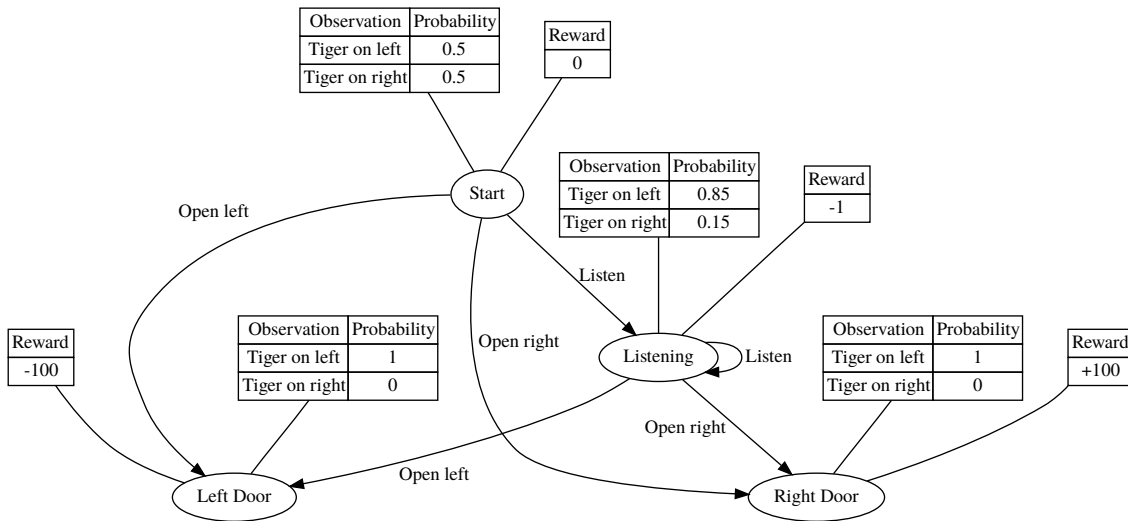 Observation Probability
Tiger on left 0.5
Tiger on right 0.5
Reward
0
Start
Observation Probability
Tiger on left 0.85
Tiger on right 0.15
Reward
-1
Open left
Listen
Reward
-100
Observation Probability
Tiger on left 1
Tiger on right 0
Open right
Listening
Listen
Observation Probability
Tiger on left 1
Tiger on right 0
Reward
+100
Open right
Open left
Left Door
Right Door